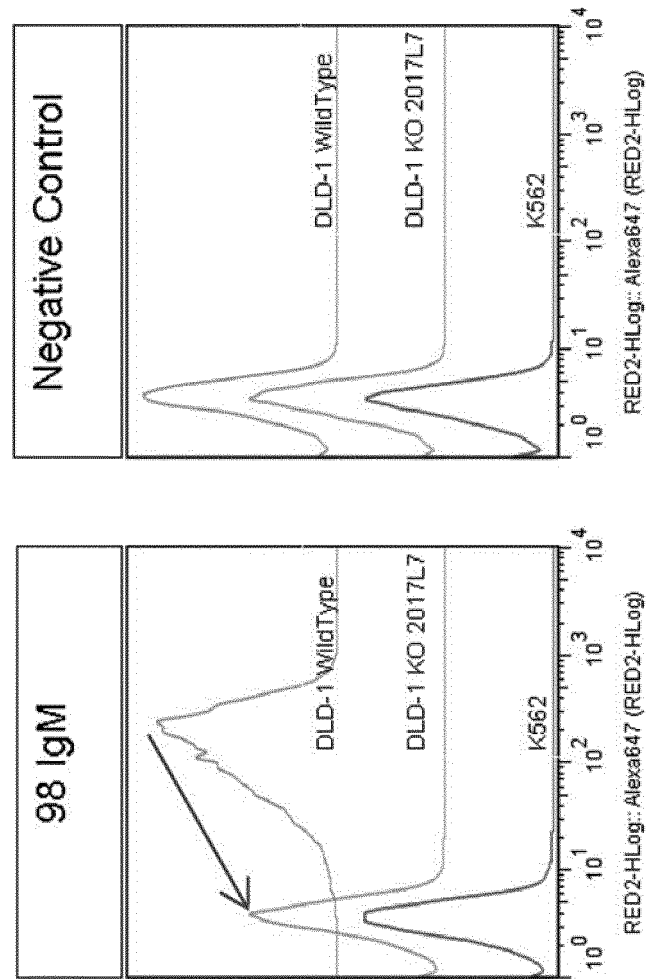 98 IgM
DLD-1 WildType
DLD-1 KO 2017L7
K562
10^0 10^1 10^2 10^3 10^4
RED2-HLog:: Alexa647 (RED2-HLog)
Negative Control
DLD-1 WildType
DLD-1 KO 2017L7
K562
10^0 10^1 10^2 10^3 10^4
RED2-HLog:: Alexa647 (RED2-HLog)